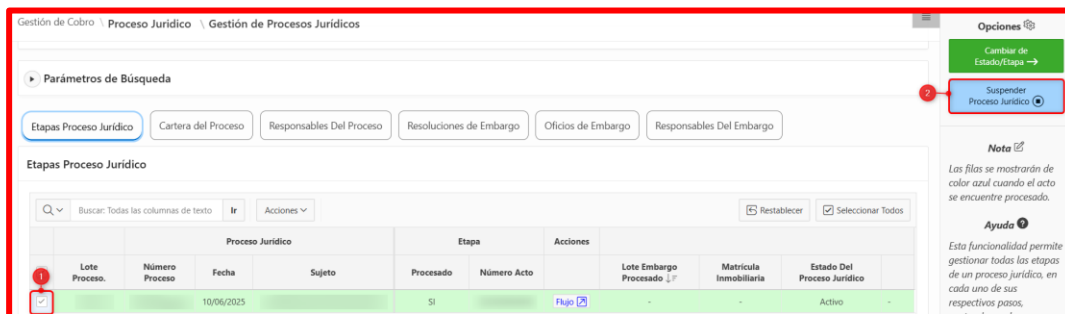 Gestión de Cobro \ Proceso Juridico \ Gestión de Procesos Jurídicos
Parámetros de Búsqueda
Etapas Proceso Jurídico
Cartera del Proceso
Responsables Del Proceso
Resoluciones de Embargo
Oficios de Embargo
Responsables Del Embargo
Etapas Proceso Jurídico
Buscar: Todas las columnas de texto
Ir
Acciones
Restablecer
Seleccionar Todos
Proceso Jurídico
Etapa
Acciones
Lote Proceso.
Número Proceso
Fecha
Sujeto
Procesado
Número Acto
Lote Embargo Procesado
Matrícula Inmobiliaria
Estado Del Proceso Jurídico
1
10/06/2025
SI
Flujo
-
-
Activo
-
Opciones
Cambiar de
Estado/Etapa →
2
Suspender
Proceso Jurídico
Nota
Las filas se mostrarán de
color azul cuando el acto
se encuentre procesado.
Ayuda
Esta funcionalidad permite
gestionar todas las etapas
de un proceso jurídico, en
cada uno de sus
respectivos pasos,